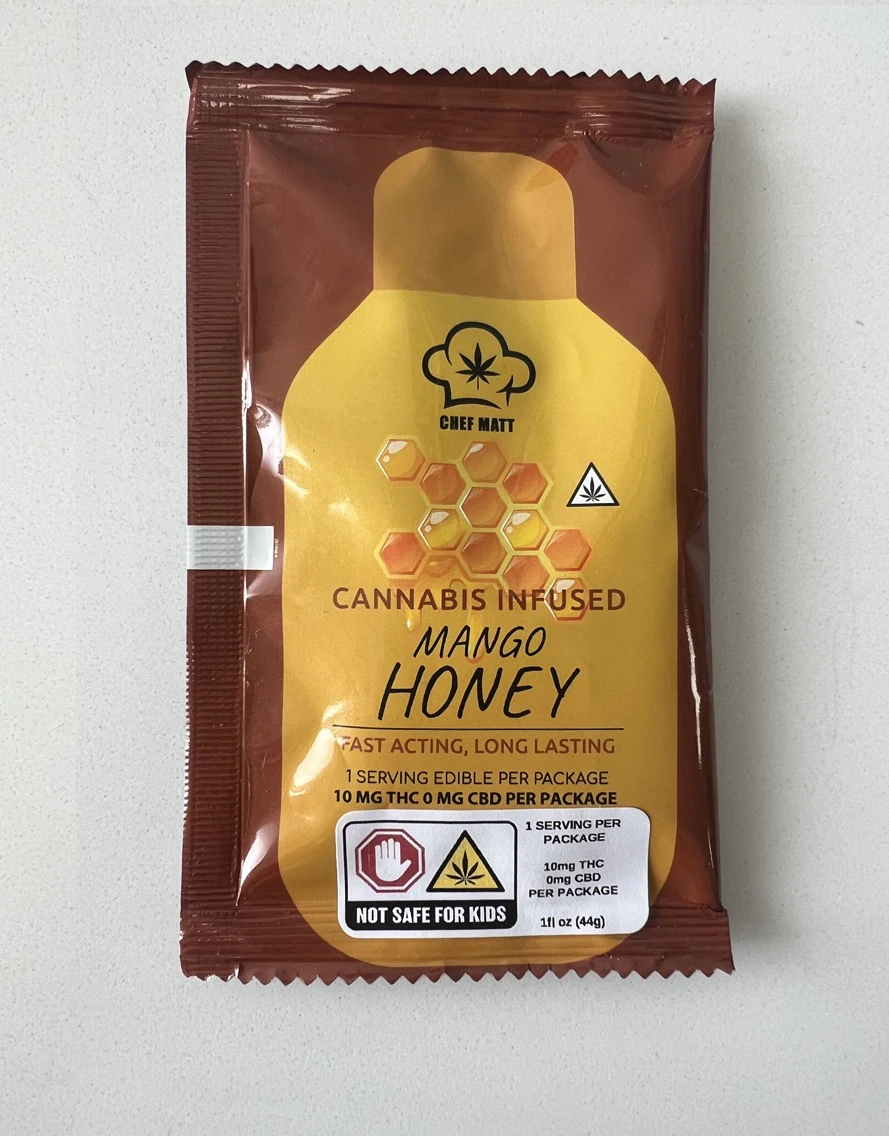 CHEF MATT
CANNABIS INFUSED
MANGO
HONEY
FAST ACTING, LONG LASTING
1 SERVING EDIBLE PER PACKAGE
10 MG THC 0 MG CBD PER PACKAGE
NOT SAFE FOR KIDS
1 SERVING PER
PACKAGE
10mg THC
0mg CBD
PER PACKAGE
1fl oz (44g)